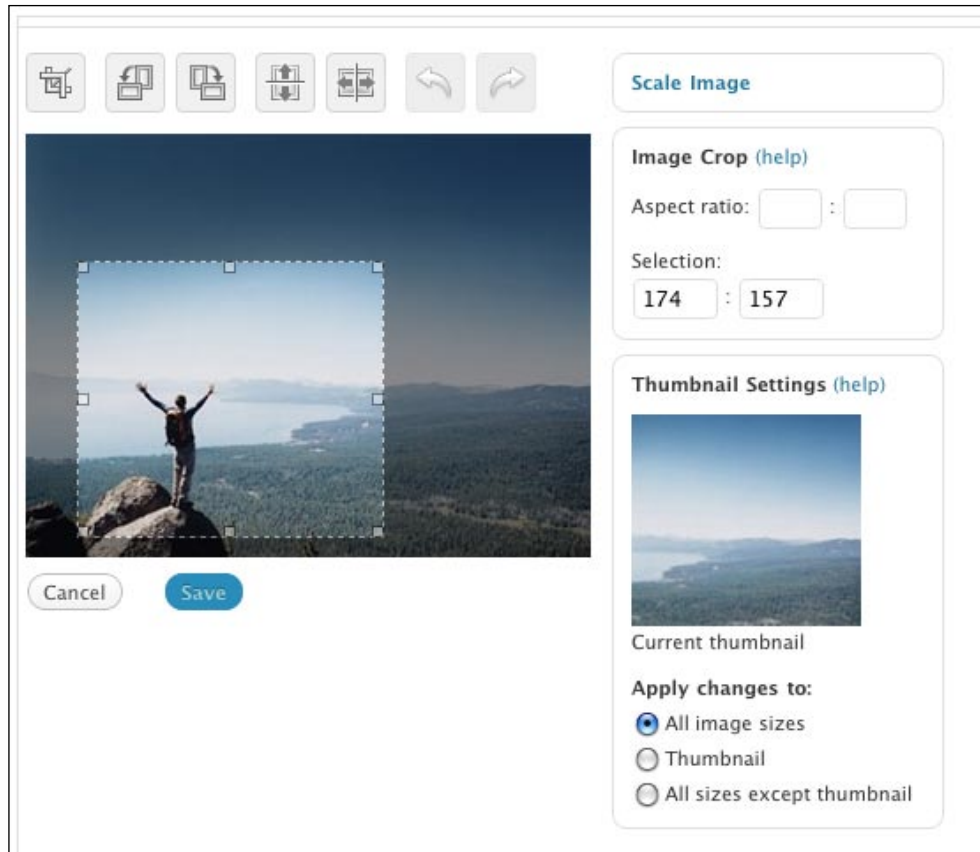 Scale Image
Image Crop (help)
Aspect ratio: :
Selection:
174 : 157
Thumbnail Settings (help)
Current thumbnail
Apply changes to:
All image sizes
Thumbnail
All sizes except thumbnail
Cancel
Save